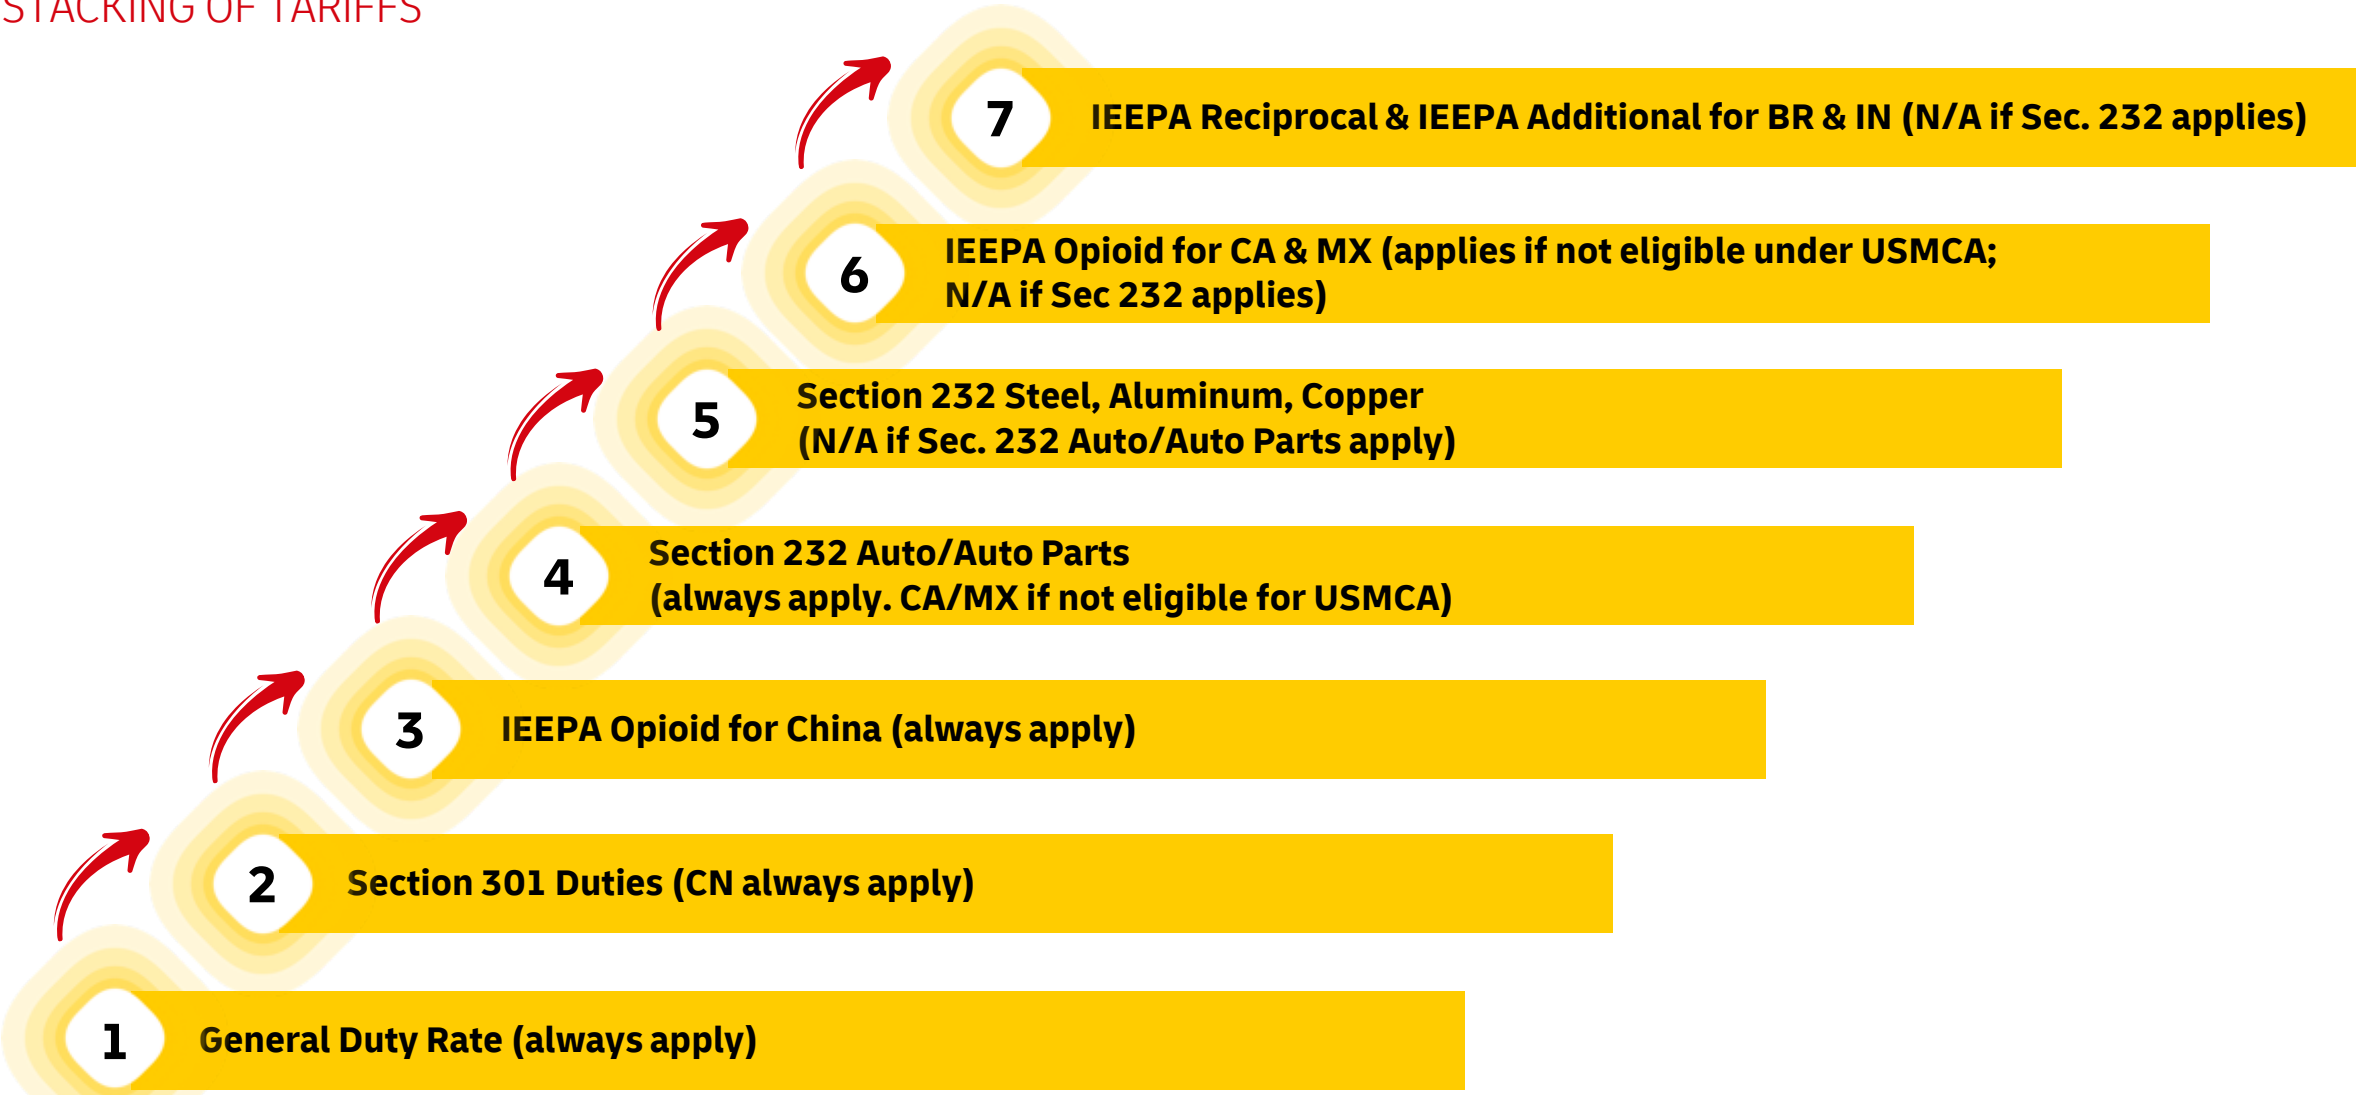 STACKING OF TARIFFS
7
IEEPA Reciprocal & IEEPA Additional for BR & IN (N/A if Sec. 232 applies)
6
IEEPA Opioid for CA & MX (applies if not eligible under USMCA;
N/A if Sec 232 applies)
5
Section 232 Steel, Aluminum, Copper
(N/A if Sec. 232 Auto/Auto Parts apply)
4
Section 232 Auto/Auto Parts
(always apply. CA/MX if not eligible for USMCA)
3
IEEPA Opioid for China (always apply)
2
Section 301 Duties (CN always apply)
1
General Duty Rate (always apply)